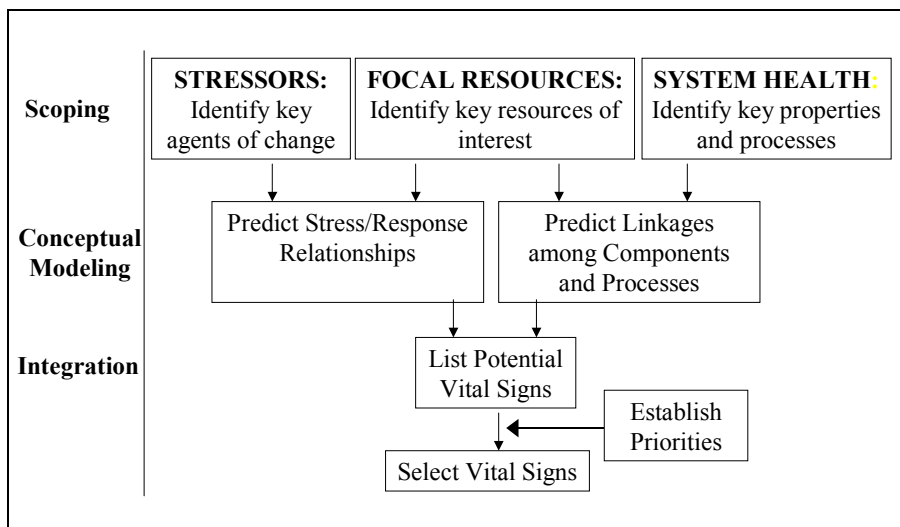 Scoping
STRESSORS:
Identify key
agents of change
FOCAL RESOURCES:
Identify key resources of
interest
SYSTEM HEALTH:
Identify key properties
and processes
Conceptual
Modeling
Predict Stress/Response
Relationships
Predict Linkages
among Components
and Processes
Integration
List Potential
Vital Signs
Establish
Priorities
Select Vital Signs